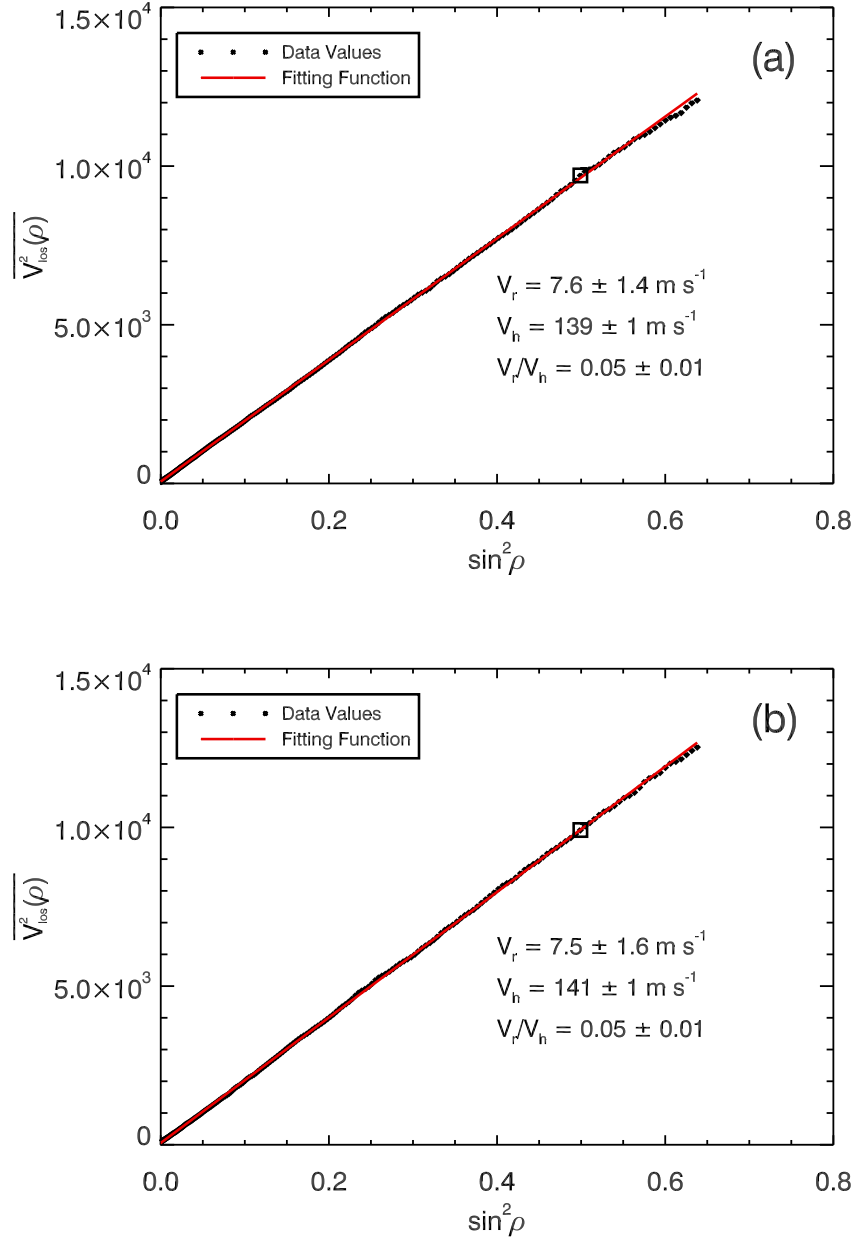 1.5×10⁴
Data Values
Fitting Function
(a)
1.0×10⁴
V²los(ρ)
Vr = 7.6 ± 1.4 m s⁻¹
5.0×10³
Vh = 139 ± 1 m s⁻¹
Vr/Vh = 0.05 ± 0.01
0
0.0 0.2 0.4 0.6 0.8
sin²ρ
1.5×10⁴
Data Values
Fitting Function
(b)
1.0×10⁴
V²los(ρ)
Vr = 7.5 ± 1.6 m s⁻¹
5.0×10³
Vh = 141 ± 1 m s⁻¹
Vr/Vh = 0.05 ± 0.01
0
0.0 0.2 0.4 0.6 0.8
sin²ρ